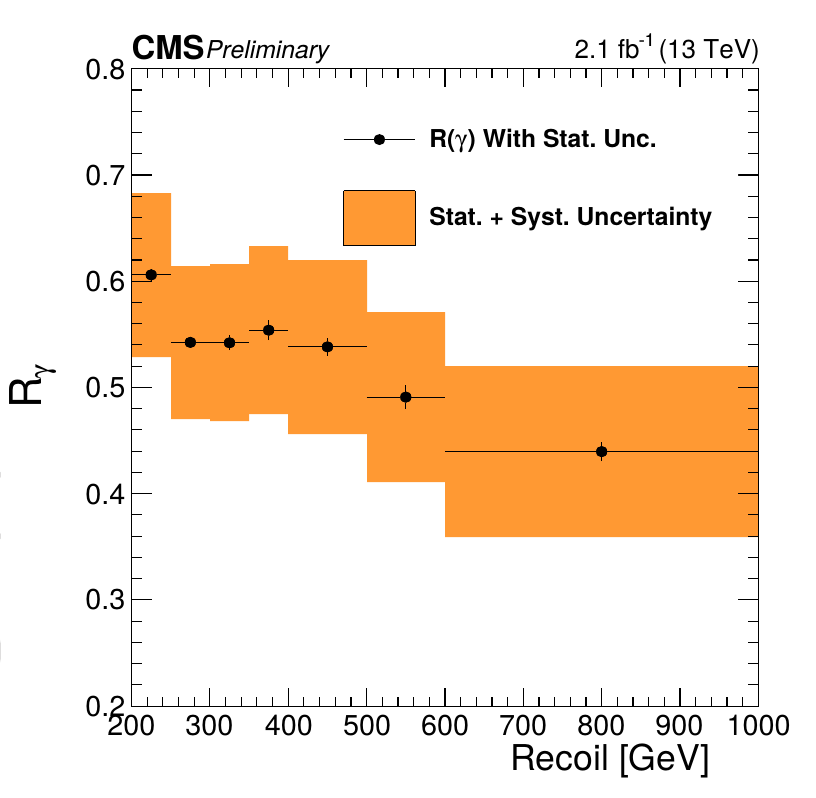 CMS Preliminary 2.1 fb-1 (13 TeV)
R(γ) With Stat. Unc.
Stat. + Syst. Uncertainty
Rγ
0.8
0.7
0.6
0.5
0.4
0.3
0.2
200 300 400 500 600 700 800 900 1000
Recoil [GeV]